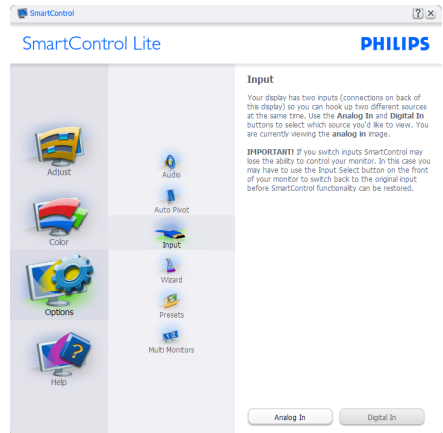 SmartControl
SmartControl Lite
PHILIPS
Adjust
Color
Options
Help
Audio
Auto Pivot
Input
Wizard
Presets
Multi Monitors
Input
Your display has two inputs (connections on back of
this display) so you can hook up two different sources
at the same time. Use the Analog In and Digital In
buttons to select which source you'd like to view. You
are currently viewing the analog in image.
IMPORTANT! If you switch inputs SmartControl may
lose the ability to control your monitor. In this case you
may have to use the Input Select button on the front
of your monitor to switch back to the original input
before SmartControl functionality can be restored.
Analog In
Digital In